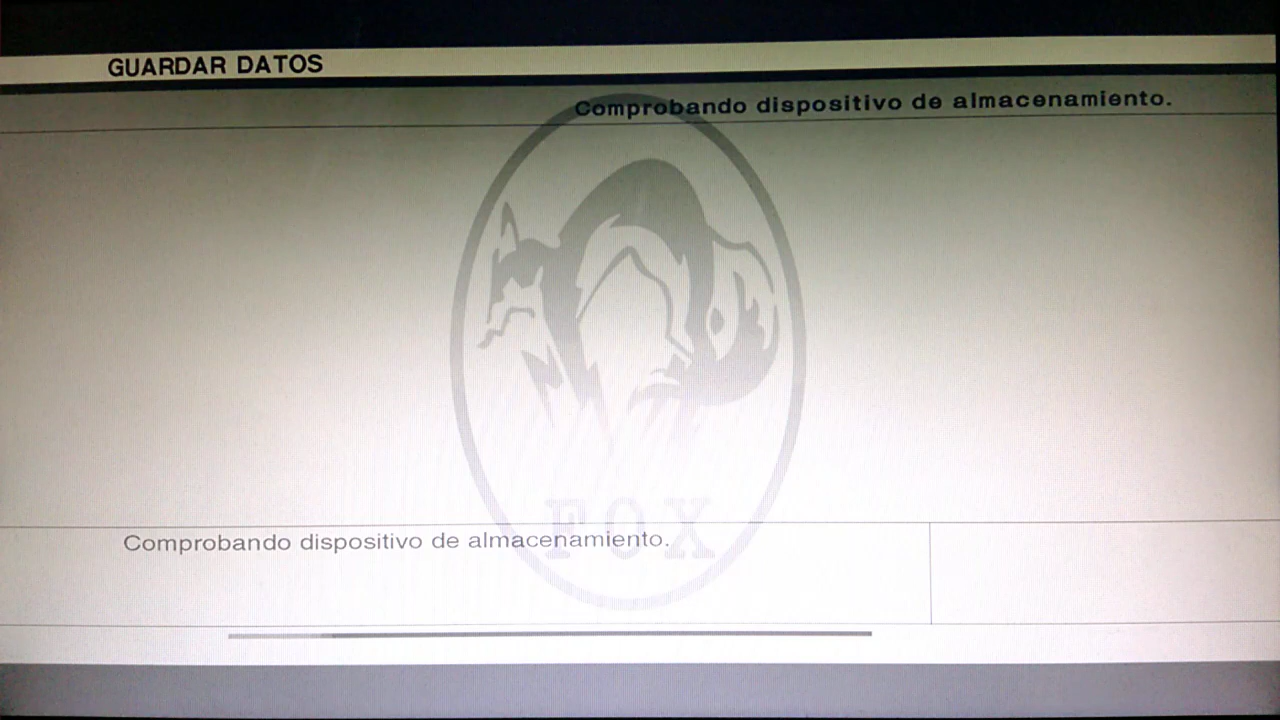 GUARDAR DATOS
Comprobando dispositivo de almacenamiento.
FOX
Comprobando dispositivo de almacenamiento.